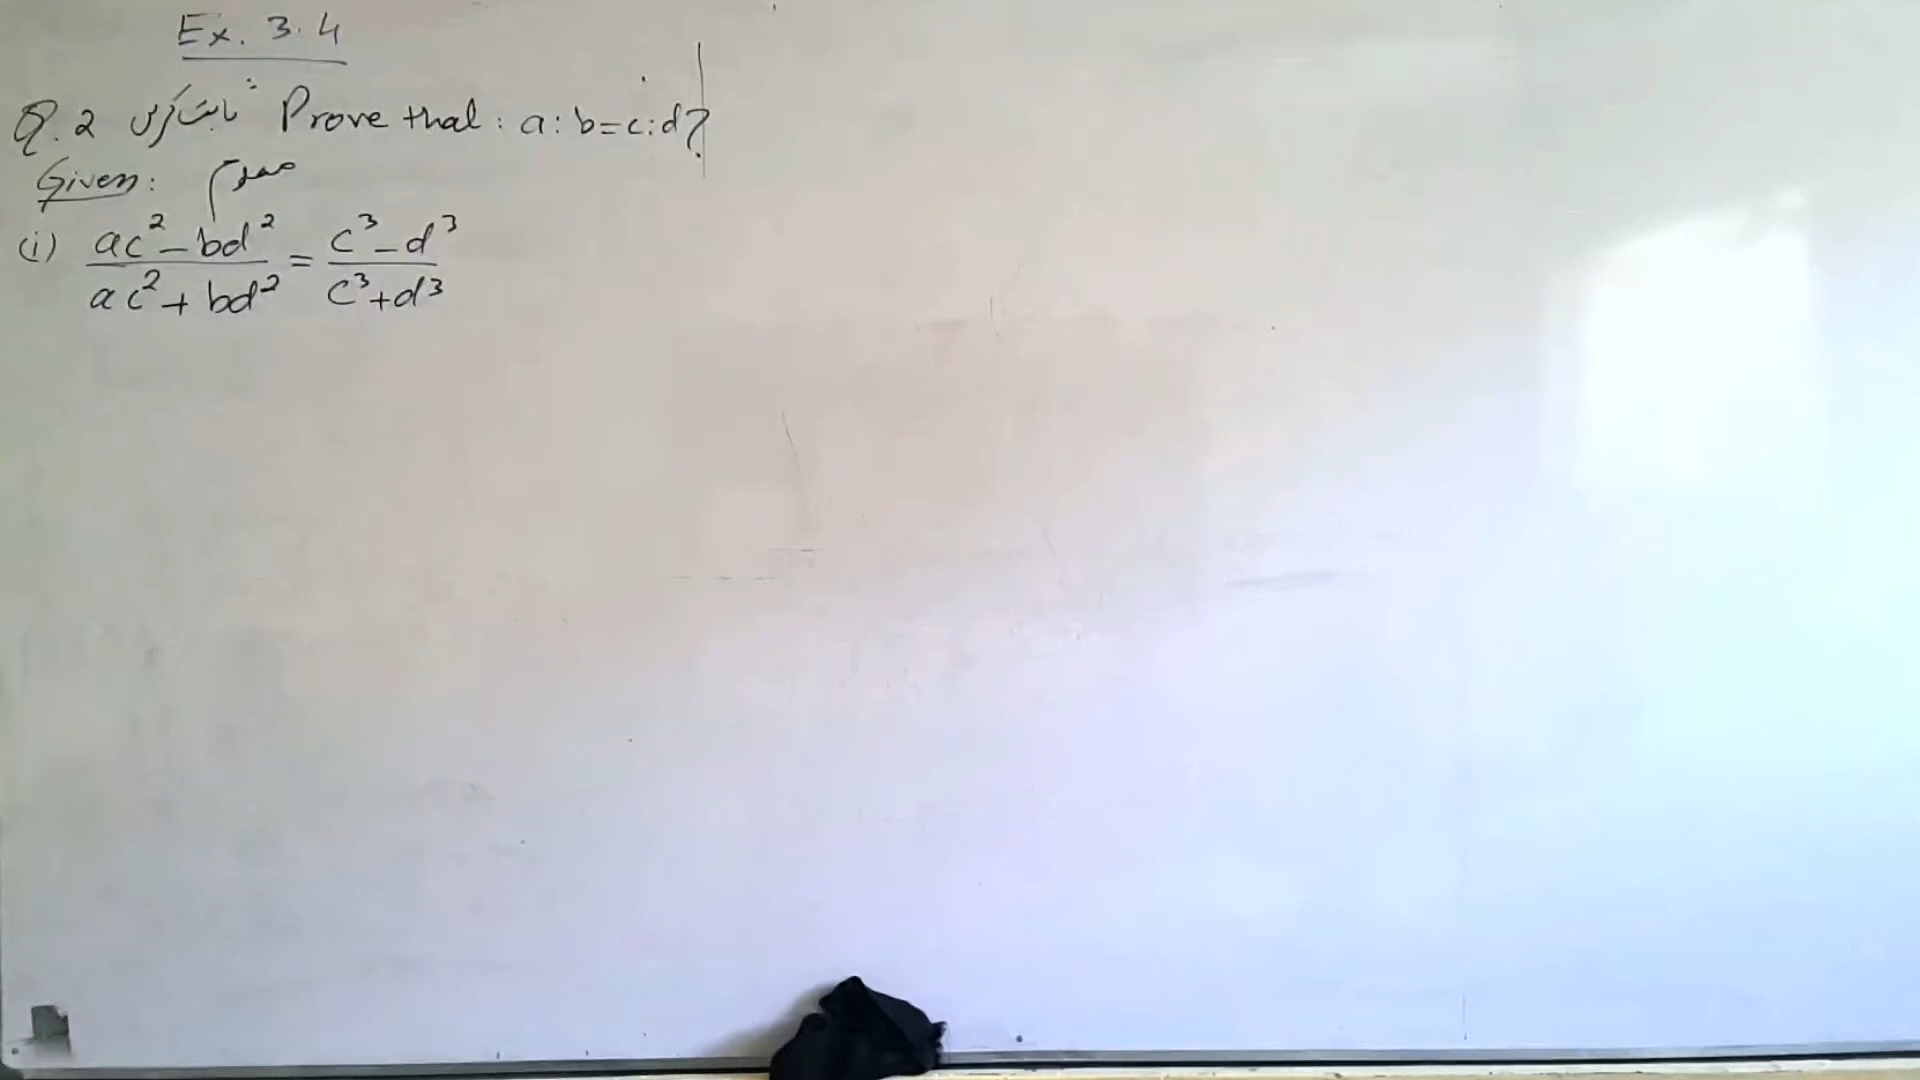 Ex. 3.4
Q.2 ثابت کریں Prove that: a:b=c:d?
Given: معلوم
(i) ac²-bd² / ac²+bd² = c³-d³ / c³+d³